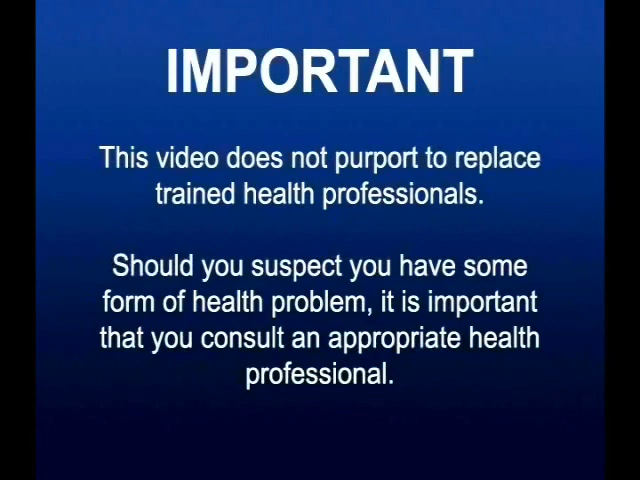 IMPORTANT
This video does not purport to replace
trained health professionals.
Should you suspect you have some
form of health problem, it is important
that you consult an appropriate health
professional.